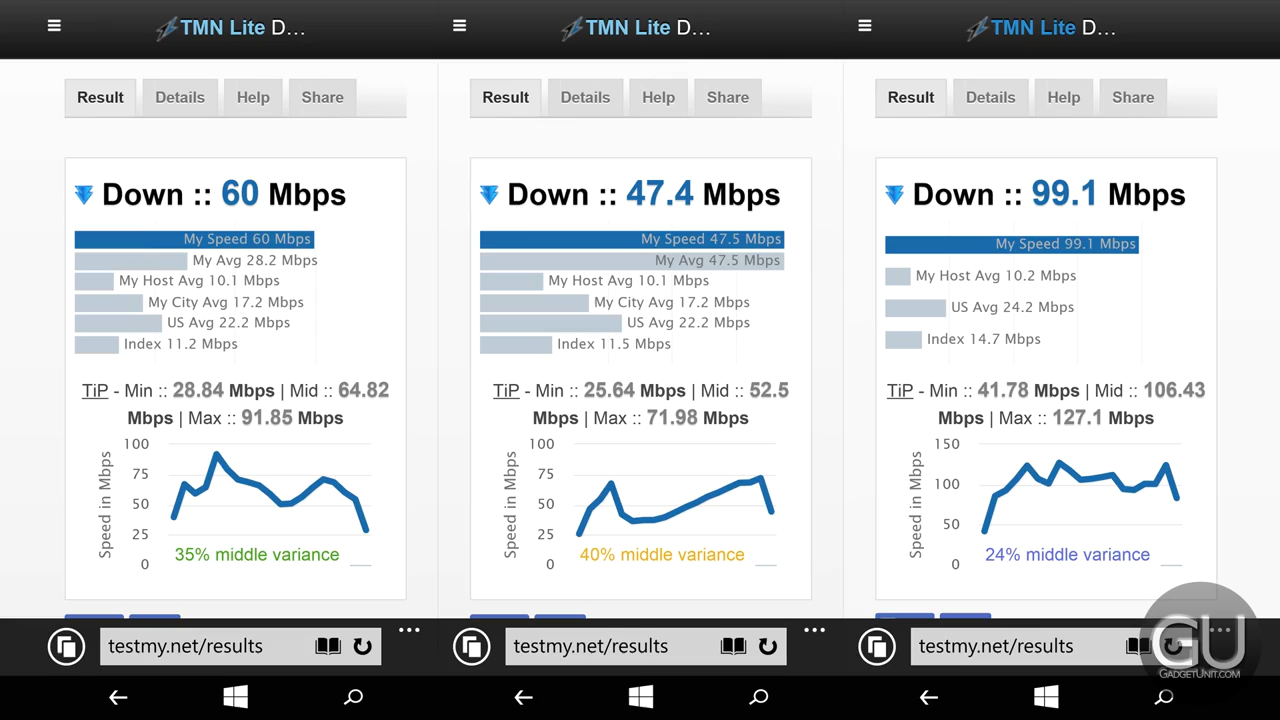 TMN Lite D...
Result Details Help Share
Down :: 60 Mbps
My Speed 60 Mbps
My Avg 28.2 Mbps
My Host Avg 10.1 Mbps
My City Avg 17.2 Mbps
US Avg 22.2 Mbps
Index 11.2 Mbps
TiP - Min :: 28.84 Mbps | Mid :: 64.82
Mbps | Max :: 91.85 Mbps
Speed in Mbps
100
75
50
25
0
35% middle variance
testmy.net/results
TMN Lite D...
Result Details Help Share
Down :: 47.4 Mbps
My Speed 47.5 Mbps
My Avg 47.5 Mbps
My Host Avg 10.1 Mbps
My City Avg 17.2 Mbps
US Avg 22.2 Mbps
Index 11.5 Mbps
TiP - Min :: 25.64 Mbps | Mid :: 52.5
Mbps | Max :: 71.98 Mbps
Speed in Mbps
100
75
50
25
0
40% middle variance
testmy.net/results
TMN Lite D...
Result Details Help Share
Down :: 99.1 Mbps
My Speed 99.1 Mbps
My Host Avg 10.2 Mbps
US Avg 24.2 Mbps
Index 14.7 Mbps
TiP - Min :: 41.78 Mbps | Mid :: 106.43
Mbps | Max :: 127.1 Mbps
Speed in Mbps
150
100
50
0
24% middle variance
testmy.net/results
GU
GADGETUNIT.COM